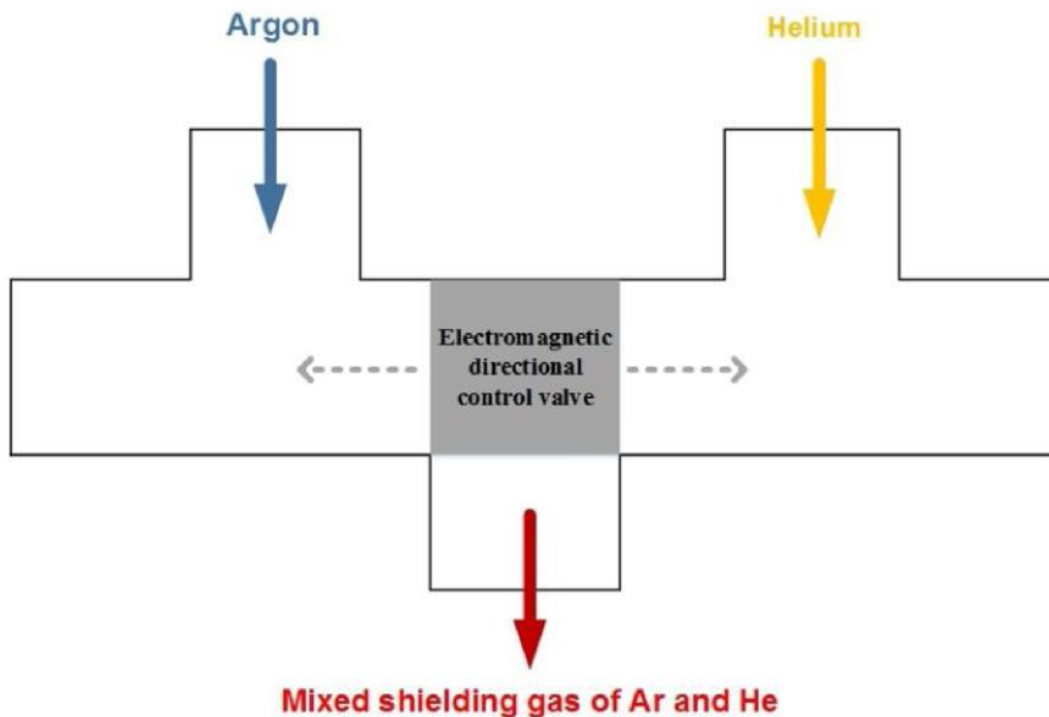 Argon
Helium
Electromagnetic
directional
control valve
Mixed shielding gas of Ar and He